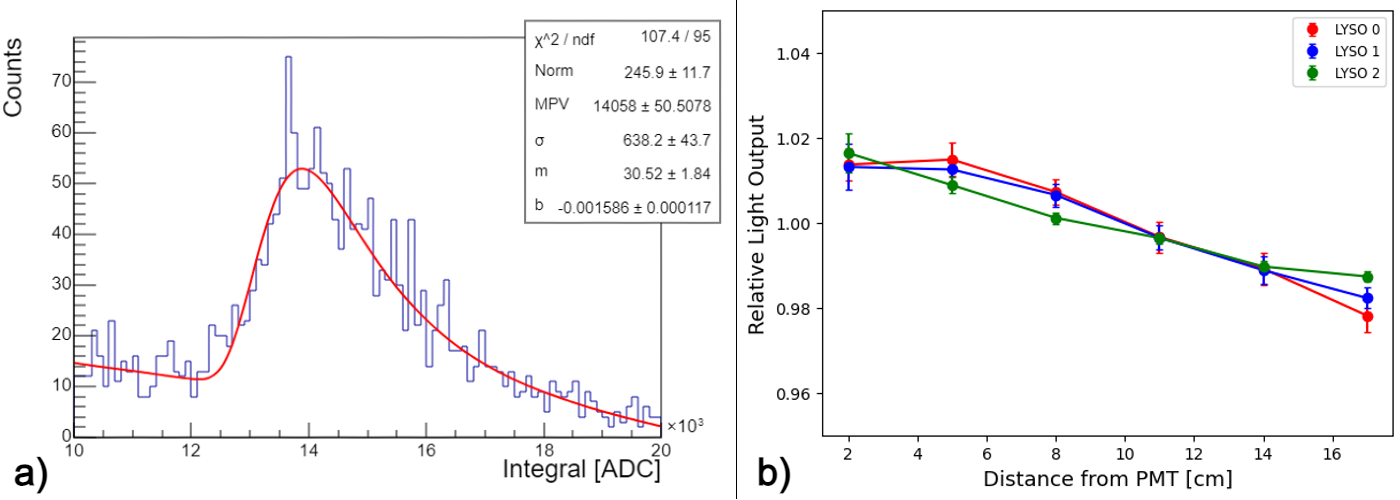 Counts
70
60
50
40
30
20
10
0
10
12
14
16
18
20
×10³
Integral [ADC]
χ^2 / ndf 107.4 / 95
Norm 245.9 ± 11.7
MPV 14058 ± 50.5078
σ 638.2 ± 43.7
m 30.52 ± 1.84
b -0.001586 ± 0.000117
a)
Relative Light Output
1.04
1.02
1.00
0.98
0.96
2
4
6
8
10
12
14
16
Distance from PMT [cm]
LYSO 0
LYSO 1
LYSO 2
b)